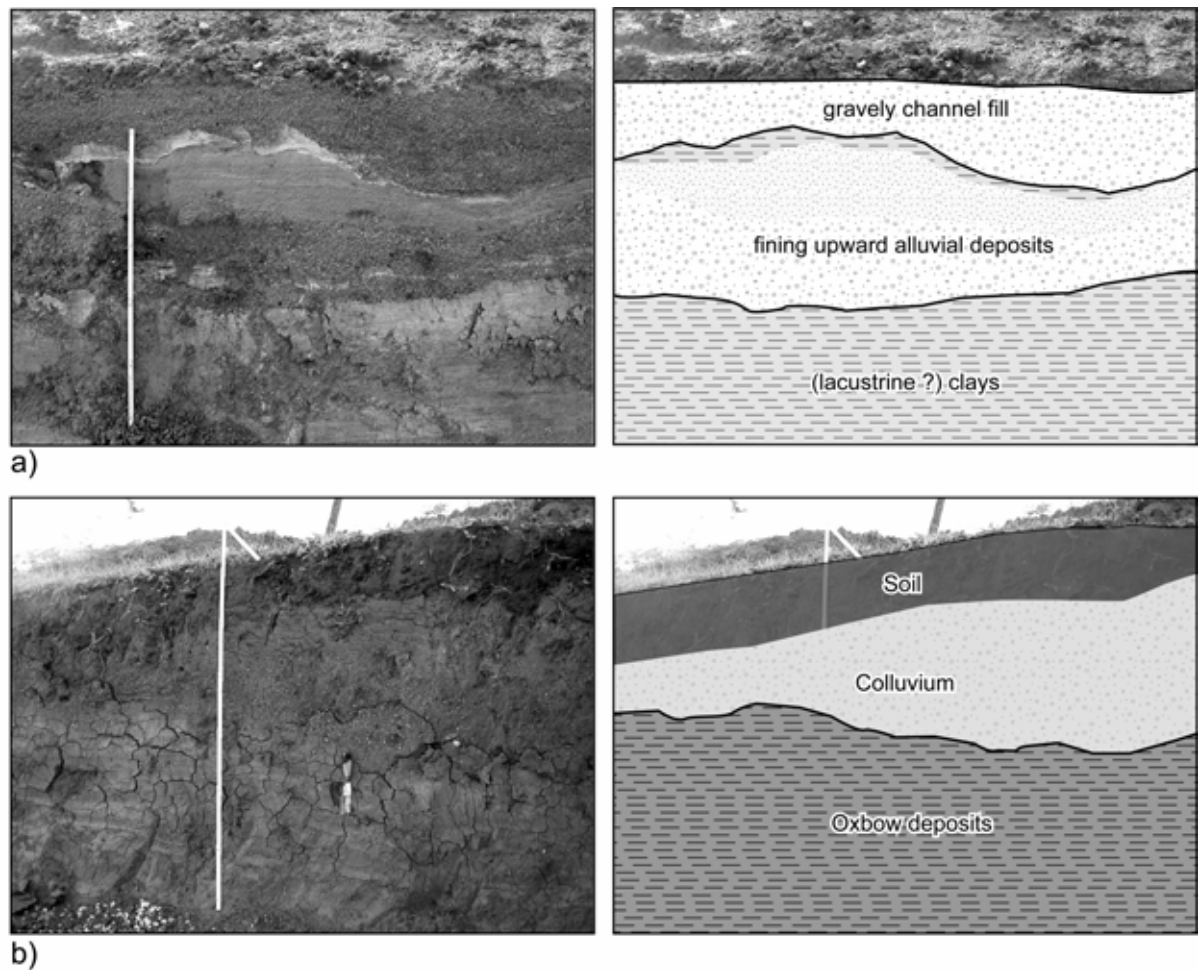 gravely channel fill
fining upward alluvial deposits
(lacustrine ?) clays
a)
Soil
Colluvium
Oxbow deposits
b)